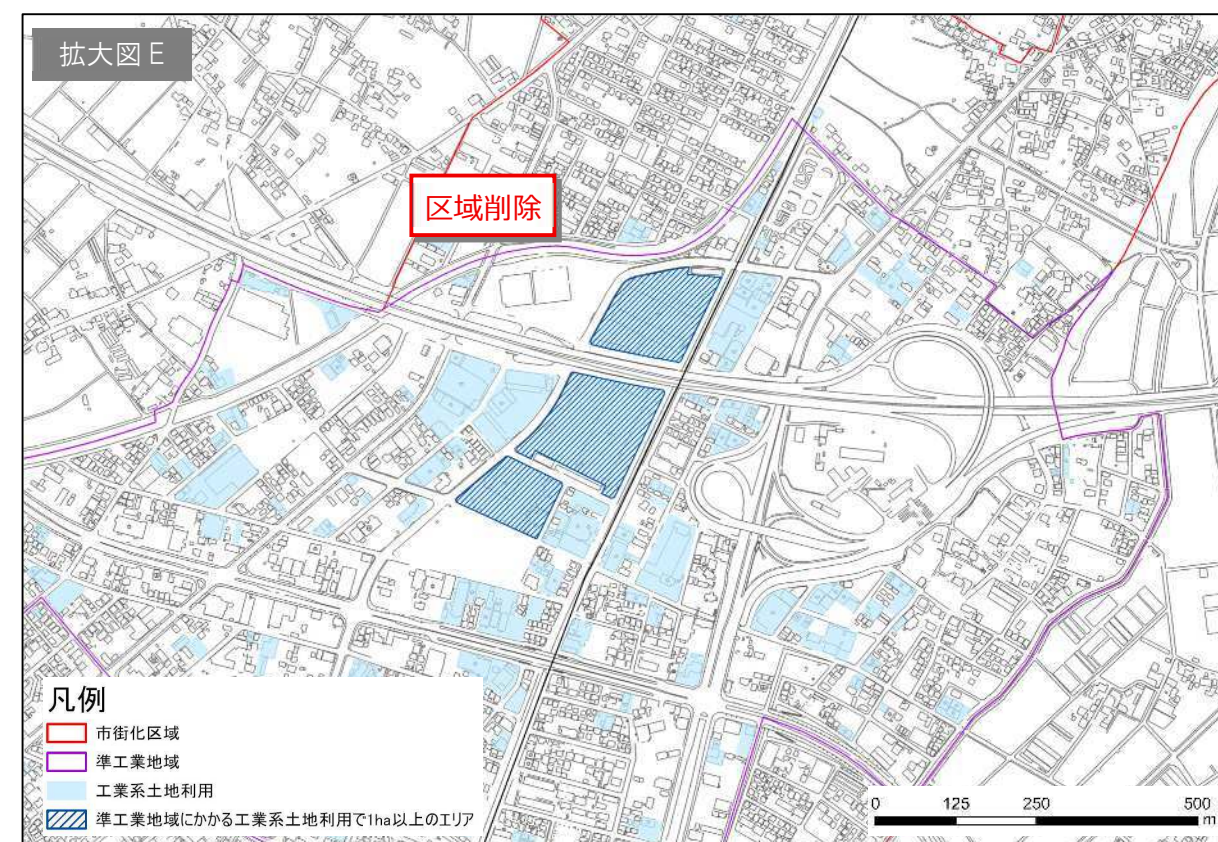 拡大図E
区域削除
凡例
市街化区域
準工業地域
工業系土地利用
準工業地域にかかる工業系土地利用で1ha以上のエリア
0 125 250 500
m